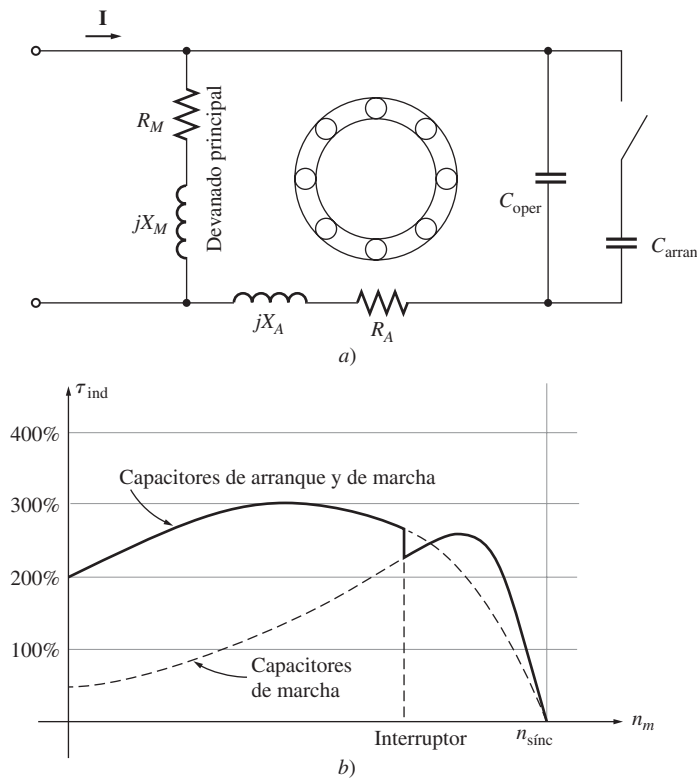 I
R_M
Devanado principal
jX_M
C_oper
C_arran
jX_A
R_A
a)
τ_ind
400%
Capacitores de arranque y de marcha
300%
200%
100%
Capacitores
de marcha
Interruptor
n_sínc
n_m
b)